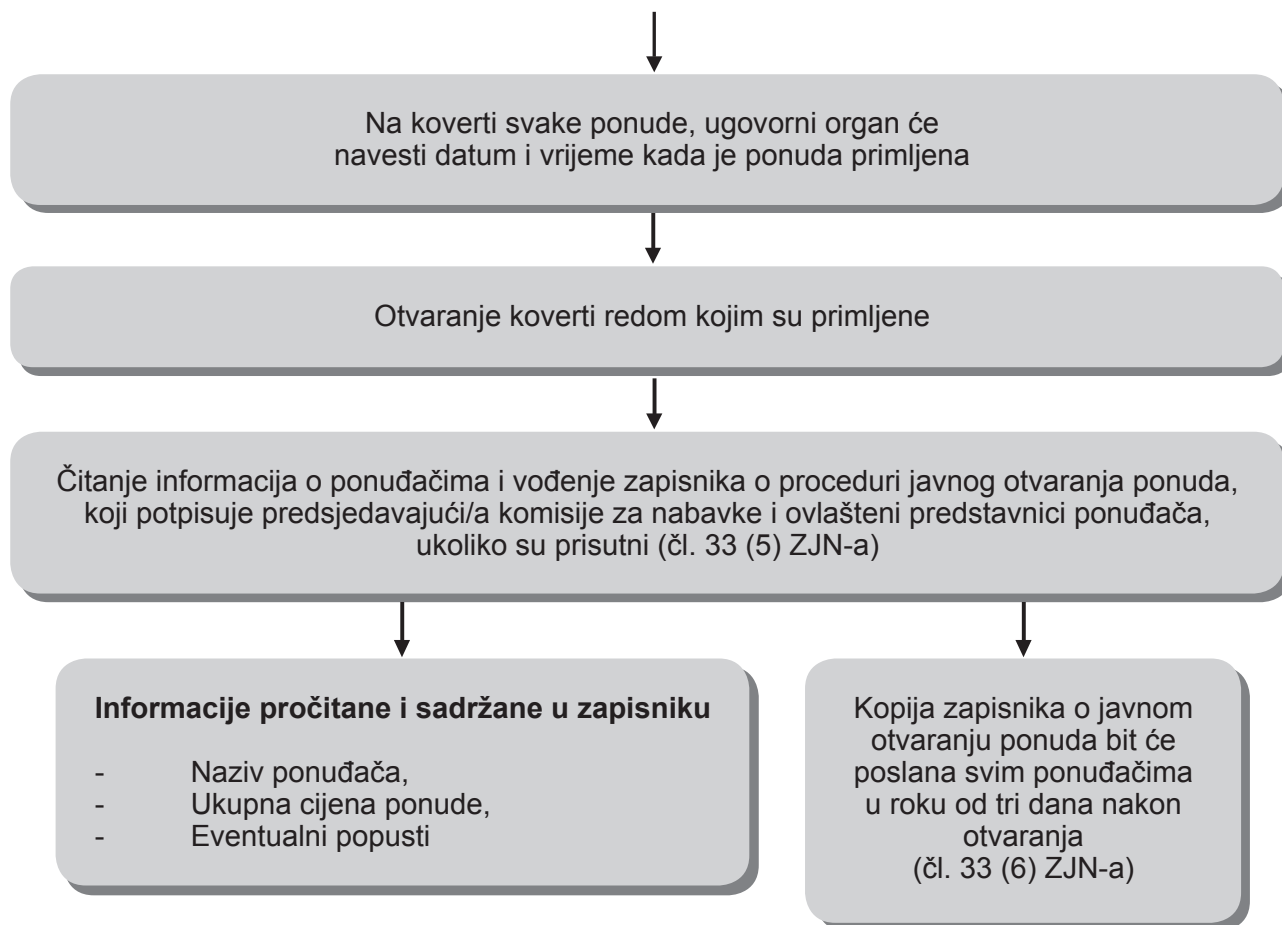 Na koverti svake ponude, ugovorni organ će
navesti datum i vrijeme kada je ponuda primljena
Otvaranje koverti redom kojim su primljene
Čitanje informacija o ponuđačima i vođenje zapisnika o proceduri javnog otvaranja ponuda,
koji potpisuje predsjedavajući/a komisije za nabavke i ovlašteni predstavnici ponuđača,
ukoliko su prisutni (čl. 33 (5) ZJN-a)
Informacije pročitane i sadržane u zapisniku
- Naziv ponuđača,
- Ukupna cijena ponude,
- Eventualni popusti
Kopija zapisnika o javnom
otvaranju ponuda bit će
poslana svim ponuđačima
u roku od tri dana nakon
otvaranja
(čl. 33 (6) ZJN-a)